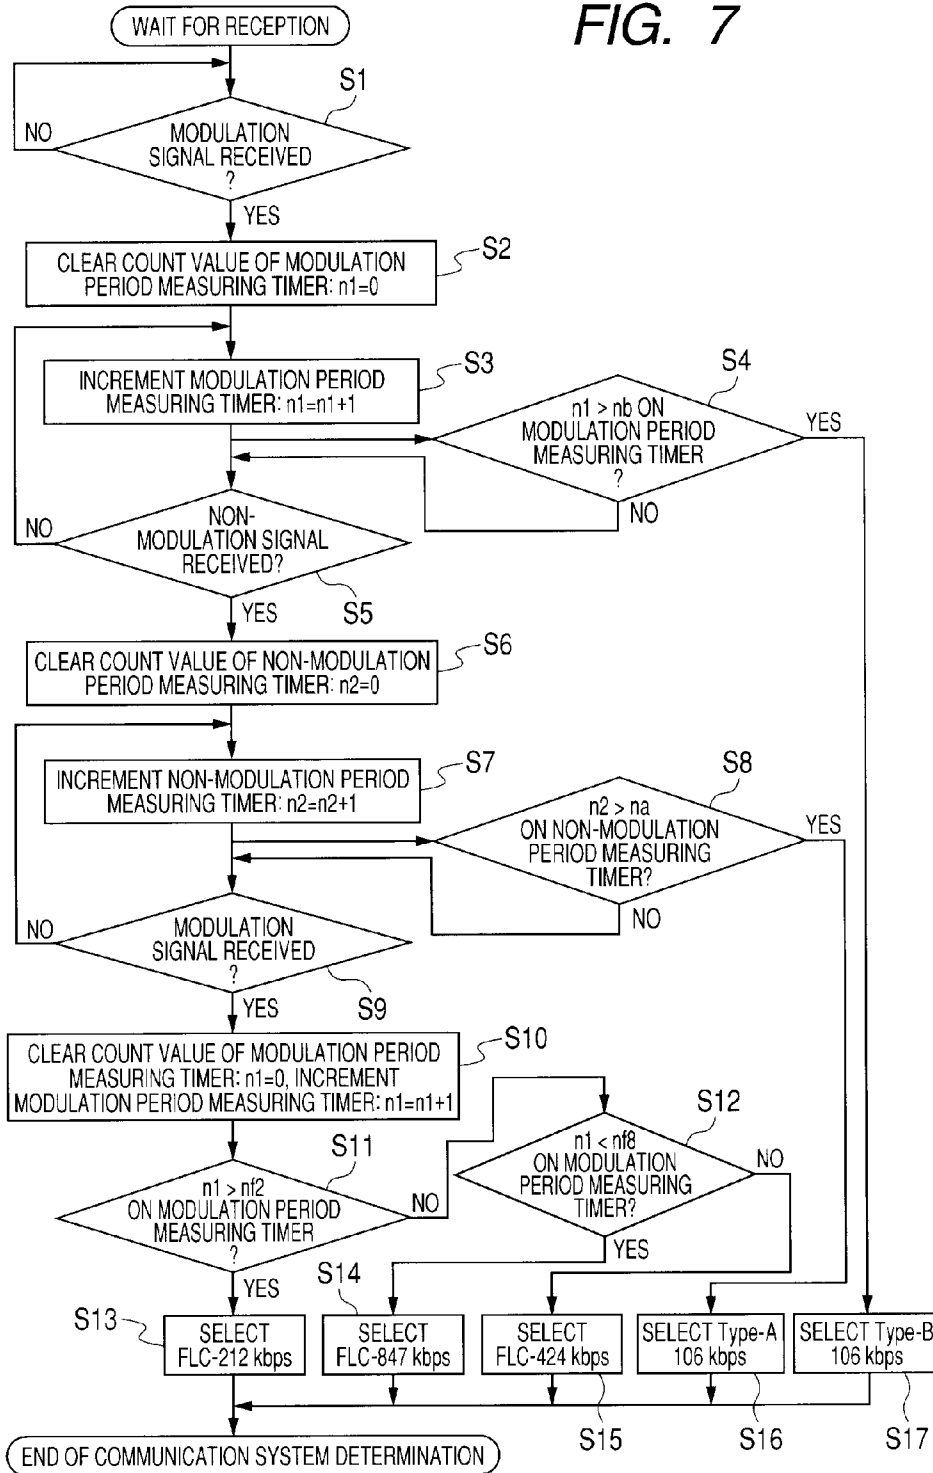 FIG. 7
WAIT FOR RECEPTION
S1
NO
MODULATION
SIGNAL RECEIVED
?
YES
S2
CLEAR COUNT VALUE OF MODULATION
PERIOD MEASURING TIMER: n1=0
S3
INCREMENT MODULATION PERIOD
MEASURING TIMER: n1=n1+1
S4
n1 > nb ON
MODULATION PERIOD
MEASURING TIMER
?
YES
NO
NO
NON-
MODULATION SIGNAL
RECEIVED?
S5
YES
S6
CLEAR COUNT VALUE OF NON-MODULATION
PERIOD MEASURING TIMER: n2=0
S7
INCREMENT NON-MODULATION PERIOD
MEASURING TIMER: n2=n2+1
S8
n2 > na
ON NON-MODULATION
PERIOD MEASURING
TIMER?
YES
NO
NO
MODULATION
SIGNAL RECEIVED
?
S9
YES
S10
CLEAR COUNT VALUE OF MODULATION PERIOD
MEASURING TIMER: n1=0, INCREMENT
MODULATION PERIOD MEASURING TIMER: n1=n1+1
S11
n1 > nf2
ON MODULATION PERIOD
MEASURING TIMER
?
NO
YES
S12
n1 < nf8
ON MODULATION
PERIOD MEASURING
TIMER?
NO
YES
S13
SELECT
FLC-212 kbps
S14
SELECT
FLC-847 kbps
SELECT
FLC-424 kbps
S15
SELECT Type-A
106 kbps
S16
SELECT Type-B
106 kbps
S17
END OF COMMUNICATION SYSTEM DETERMINATION